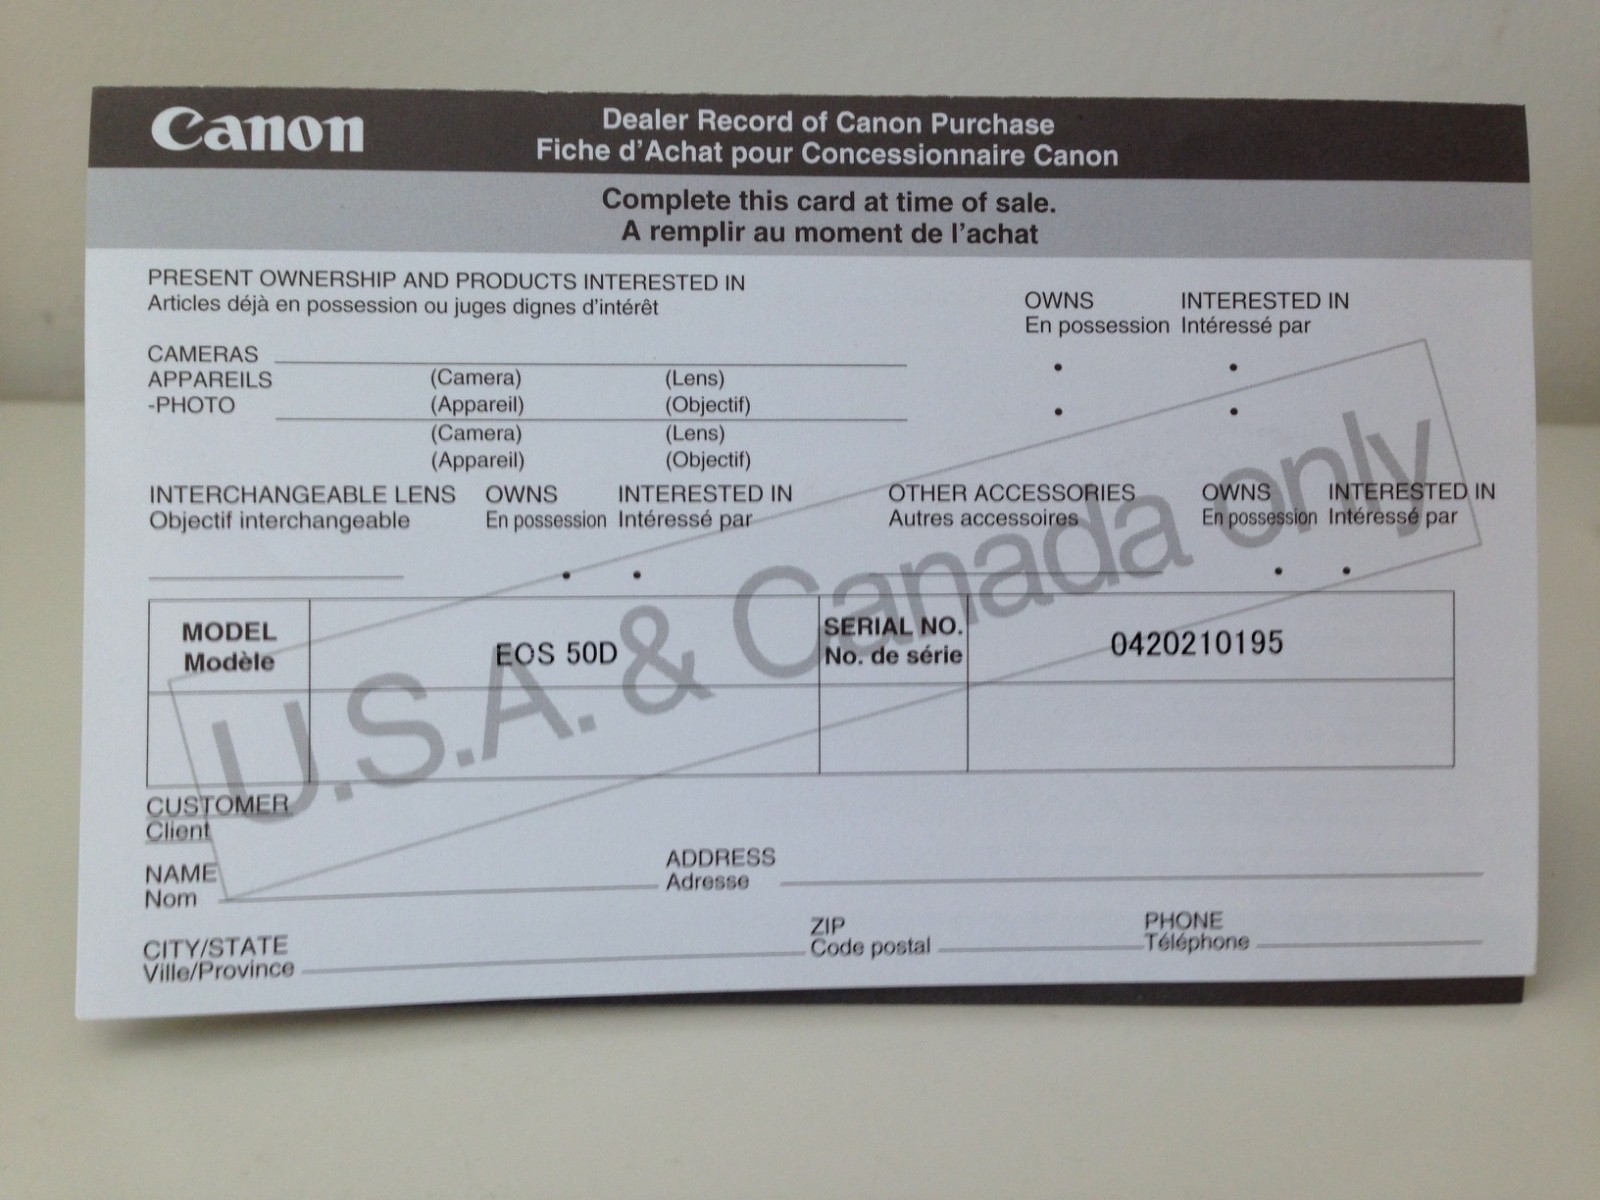 Canon
Dealer Record of Canon Purchase
Fiche d'Achat pour Concessionnaire Canon
Complete this card at time of sale.
A remplir au moment de l'achat
PRESENT OWNERSHIP AND PRODUCTS INTERESTED IN
Articles déjà en possession ou juges dignes d'intérêt
OWNS INTERESTED IN
En possession Intéressé par
CAMERAS
APPAREILS (Camera) (Lens)
-PHOTO (Appareil) (Objectif)
(Camera) (Lens)
(Appareil) (Objectif)
INTERCHANGEABLE LENS OWNS INTERESTED IN OTHER ACCESSORIES OWNS INTERESTED IN
Objectif interchangeable En possession Intéressé par Autres accessoires En possession Intéressé par
U.S.A. & Canada only
MODEL EOS 50D SERIAL NO. 0420210195
Modèle No. de série
CUSTOMER
Client
NAME ADDRESS
Nom Adresse
CITY/STATE ZIP PHONE
Ville/Province Code postal Téléphone